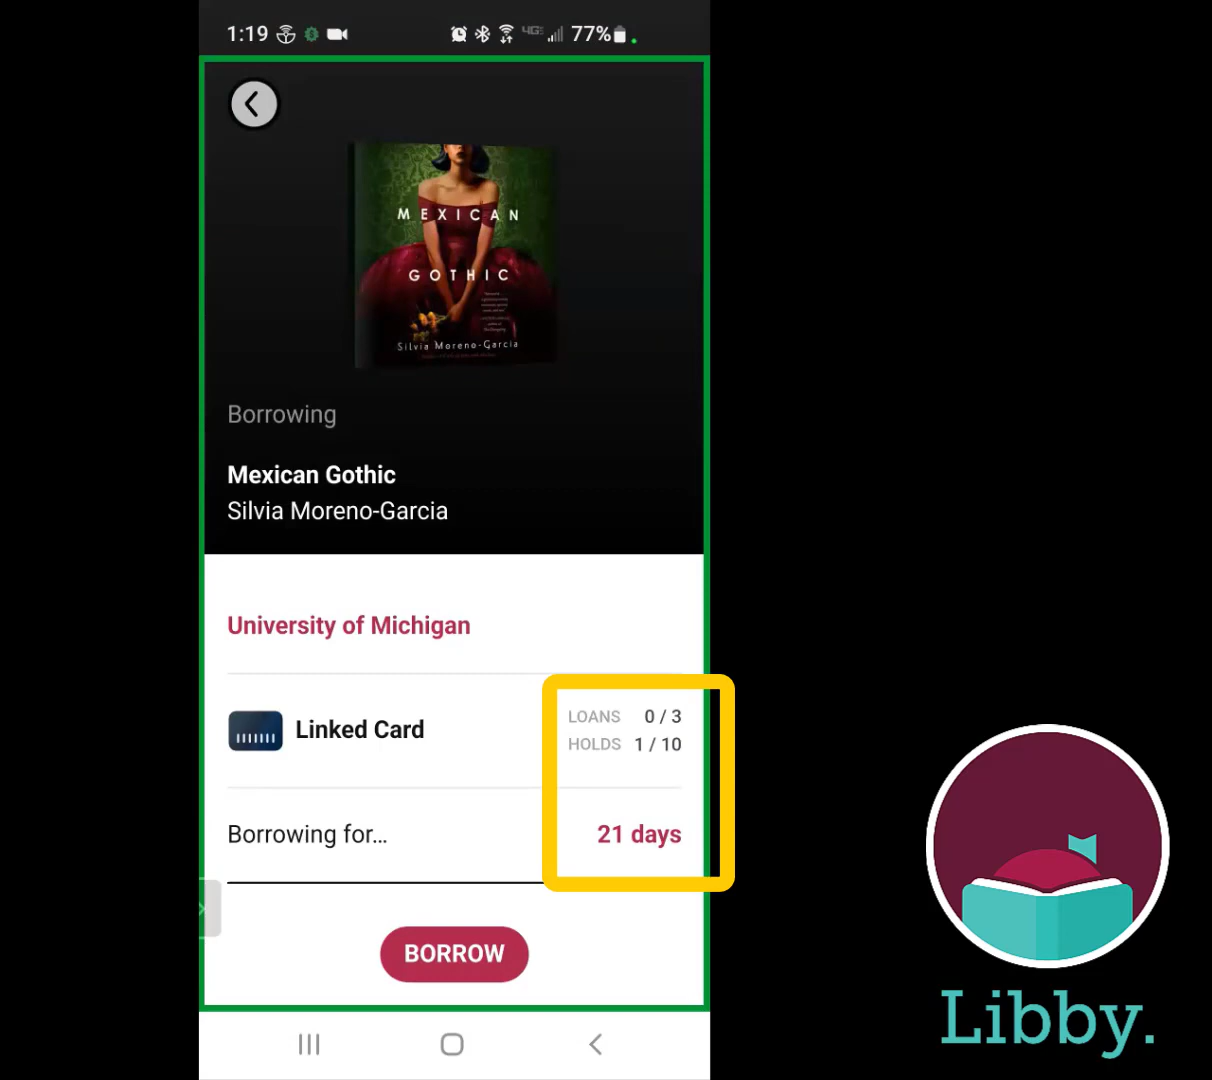 1:19 4G 77%
MEXICAN
GOTHIC
Silvia Moreno-Garcia
Borrowing
Mexican Gothic
Silvia Moreno-Garcia
University of Michigan
Linked Card
LOANS 0 / 3
HOLDS 1 / 10
Borrowing for...
21 days
BORROW
Libby.